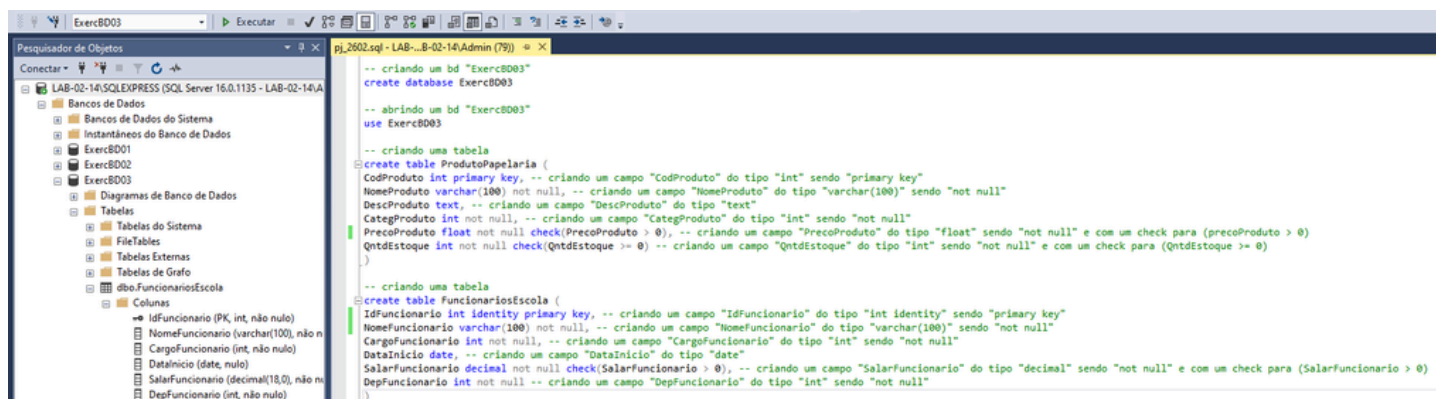 ExercBD03
Executar
Pesquisador de Objetos
pj_2602.sql - LAB-...B-02-14\Admin (79))
Conectar
LAB-02-14\SQLEXPRESS (SQL Server 16.0.1135 - LAB-02-14\A
Bancos de Dados
Bancos de Dados do Sistema
Instantâneos do Banco de Dados
ExercBD01
ExercBD02
ExercBD03
Diagramas de Banco de Dados
Tabelas
Tabelas do Sistema
FileTables
Tabelas Externas
Tabelas de Grafo
dbo.FuncionariosEscola
Colunas
IdFuncionario (PK, int, não nulo)
NomeFuncionario (varchar(100), não n
CargoFuncionario (int, não nulo)
DataInicio (date, nulo)
SalarFuncionario (decimal(18,0), não nu
DepFuncionario (int, não nulo)
-- criando um bd "ExercBD03"
create database ExercBD03
-- abrindo um bd "ExercBD03"
use ExercBD03
-- criando uma tabela
create table ProdutoPapelaria (
CodProduto int primary key, -- criando um campo "CodProduto" do tipo "int" sendo "primary key"
NomeProduto varchar(100) not null, -- criando um campo "NomeProduto" do tipo "varchar(100)" sendo "not null"
DescProduto text, -- criando um campo "DescProduto" do tipo "text"
CategProduto int not null, -- criando um campo "CategProduto" do tipo "int" sendo "not null"
PrecoProduto float not null check(PrecoProduto > 0), -- criando um campo "PrecoProduto" do tipo "float" sendo "not null" e com um check para (precoProduto > 0)
QntdEstoque int not null check(QntdEstoque >= 0) -- criando um campo "QntdEstoque" do tipo "int" sendo "not null" e com um check para (QntdEstoque >= 0)
)
-- criando uma tabela
create table FuncionariosEscola (
IdFuncionario int identity primary key, -- criando um campo "IdFuncionario" do tipo "int identity" sendo "primary key"
NomeFuncionario varchar(100) not null, -- criando um campo "NomeFuncionario" do tipo "varchar(100)" sendo "not null"
CargoFuncionario int not null, -- criando um campo "CargoFuncionario" do tipo "int" sendo "not null"
DataInicio date, -- criando um campo "DataInicio" do tipo "date"
SalarFuncionario decimal not null check(SalarFuncionario > 0), -- criando um campo "SalarFuncionario" do tipo "decimal" sendo "not null" e com um check para (SalarFuncionario > 0)
DepFuncionario int not null -- criando um campo "DepFuncionario" do tipo "int" sendo "not null"
)